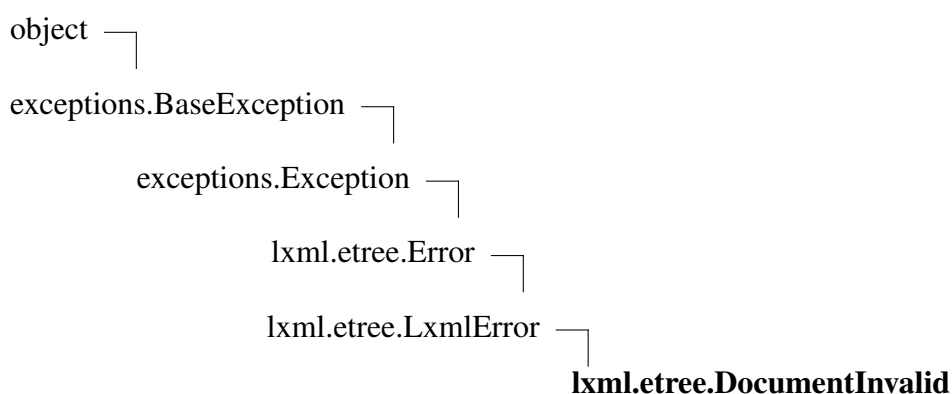 object
exceptions.BaseException
exceptions.Exception
lxml.etree.Error
lxml.etree.LxmlError
lxml.etree.DocumentInvalid